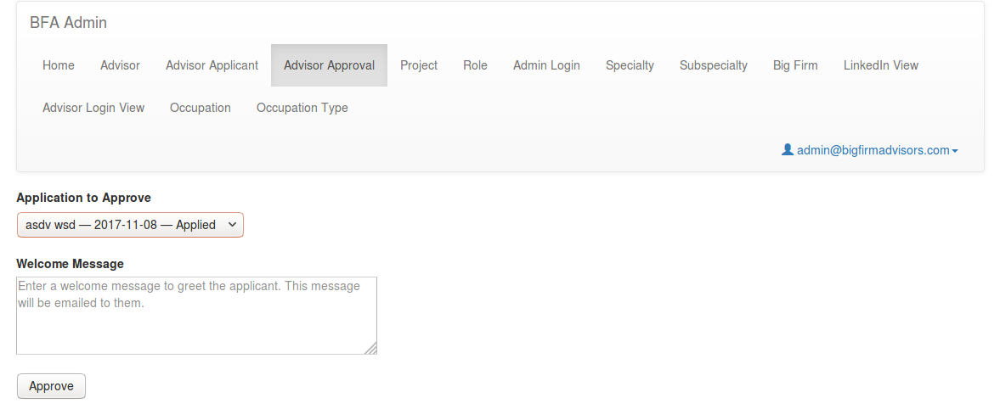 BFA Admin
Home Advisor Advisor Applicant Advisor Approval Project Role Admin Login Specialty Subspecialty Big Firm LinkedIn View
Advisor Login View Occupation Occupation Type
admin@bigfirmadvisors.com
Application to Approve
asdv wsd — 2017-11-08 — Applied
Welcome Message
Enter a welcome message to greet the applicant. This message
will be emailed to them.
Approve